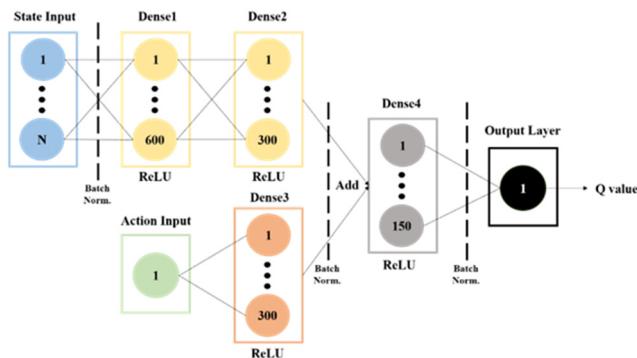 State Input
Dense1
Dense2
1
1
1
N
600
300
Batch
Norm.
ReLU
ReLU
Action Input
Dense3
1
1
300
ReLU
Add
Batch
Norm.
Dense4
1
150
ReLU
Batch
Norm.
Output Layer
1
Q value